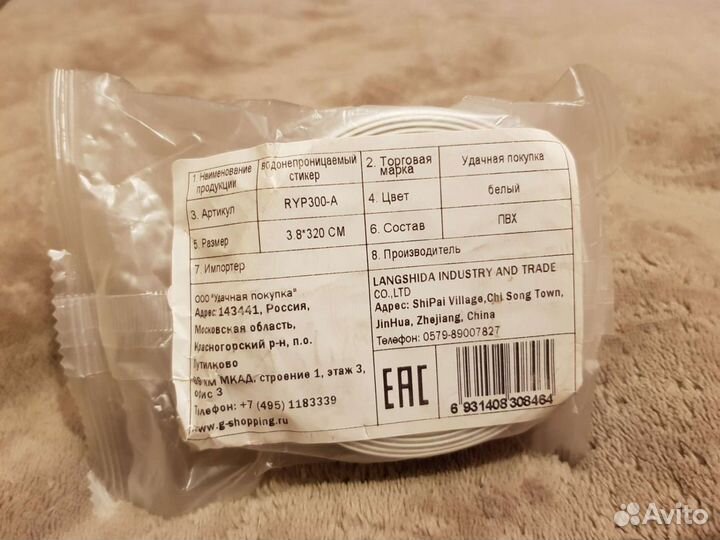 1. Наименование продукции
водонепроницаемый стикер
2. Торговая марка
Удачная покупка
3. Артикул
RYP300-A
4. Цвет
белый
5. Размер
3.8*320 СМ
6. Состав
ПВХ
7. Импортер
8. Производитель
ООО "Удачная покупка"
Адрес: 143441, Россия,
Московская область,
Красногорский р-н, п.о.
Путилково
69 км МКАД, строение 1, этаж 3,
офис 3
Телефон: +7 (495) 1183339
www.g-shopping.ru
LANGSHIDA INDUSTRY AND TRADE
CO.,LTD
Адрес: ShiPai Village,Chi Song Town,
JinHua, Zhejiang, China
Телефон: 0579-89007827
EAC
6 931408 308464
Avito